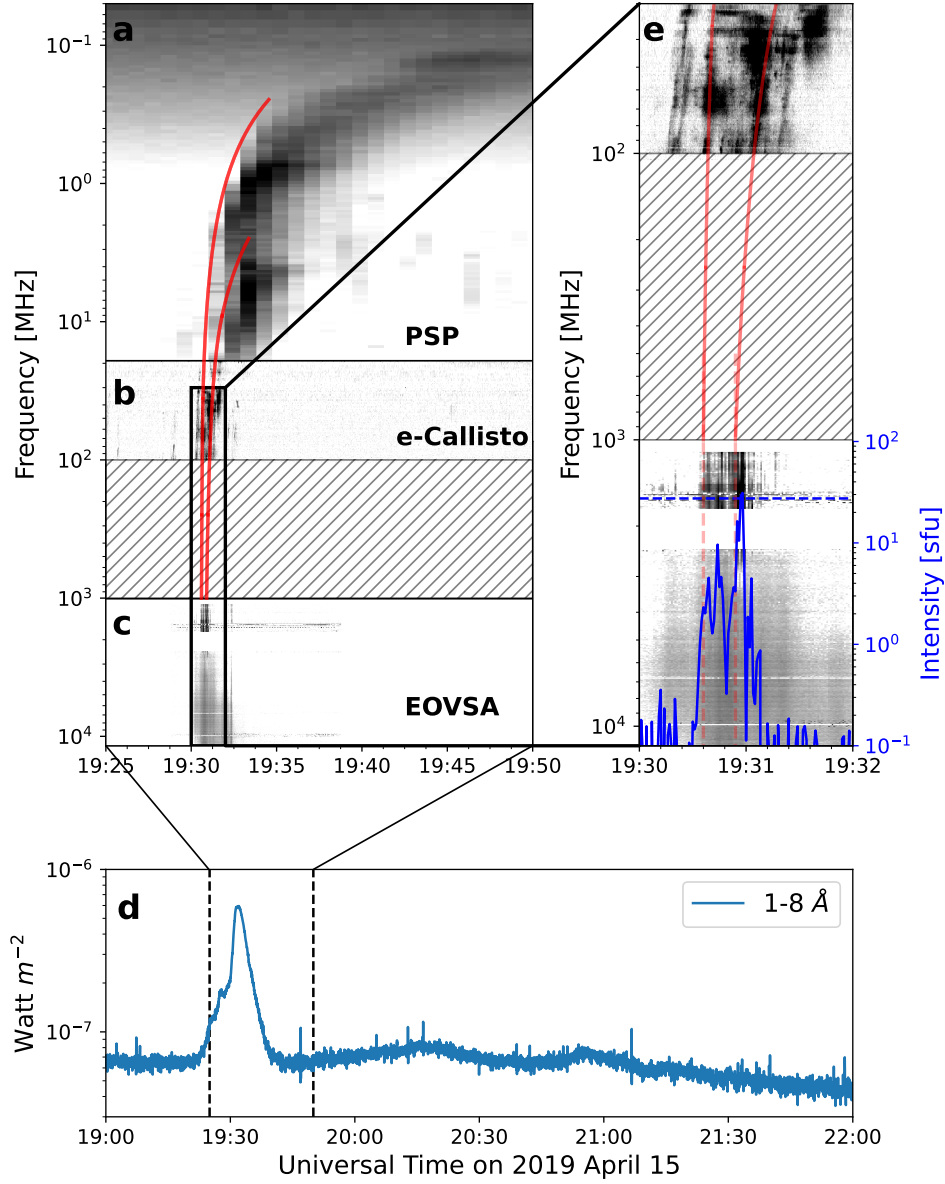 a
10⁻¹
10⁰
10¹
Frequency [MHz]
PSP
b
e-Callisto
10²
10³
c
EOVSA
10⁴
19:25
19:30
19:35
19:40
19:45
19:50
e
10²
Frequency [MHz]
10³
10⁴
10²
10¹
10⁰
10⁻¹
Intensity [sfu]
19:30
19:31
19:32
d
10⁻⁶
10⁻⁷
Watt m⁻²
1-8 Å
19:00
19:30
20:00
20:30
21:00
21:30
22:00
Universal Time on 2019 April 15